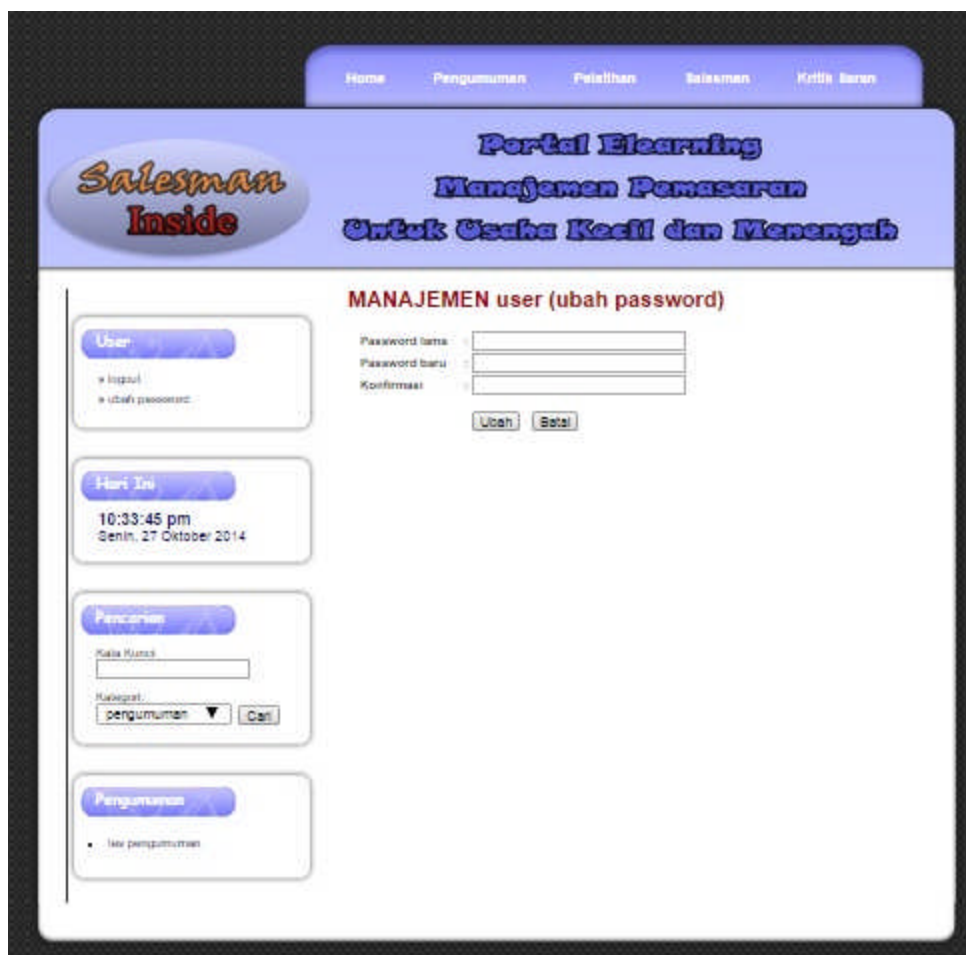 Home Pengumuman Pelatihan Salesman Kritik Saran
Salesman
Inside
Portal Elearning
Manajemen Pemasaran
Untuk Usaha Kecil dan Menengah
MANAJEMEN user (ubah password)
Password lama :
Password baru :
Konfirmasi :
Ubah Batal
User
» logout
» ubah password
Hari Ini
10:33:45 pm
Senin, 27 Oktober 2014
Pencarian
Kata Kunci
Kategori:
pengumuman Cari
Pengumuman
pengumuman